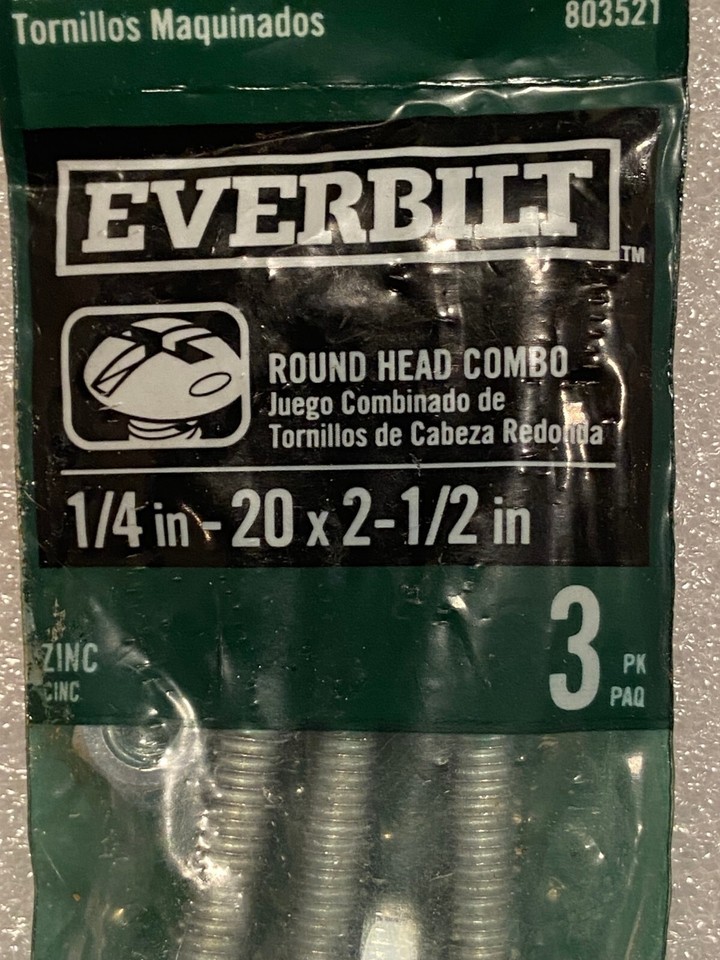 Tornillos Maquinados 803521
EVERBILT TM
ROUND HEAD COMBO
Juego Combinado de
Tornillos de Cabeza Redonda
1/4 in - 20 x 2-1/2 in
3 PK
PAQ
ZINC
CINC